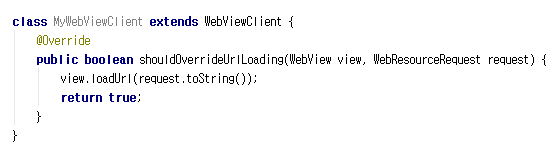 class MyWebViewClient extends WebViewClient {
    @Override
    public boolean shouldOverrideUrlLoading(WebView view, WebResourceRequest request) {
        view.loadUrl(request.toString());
        return true;
    }
}